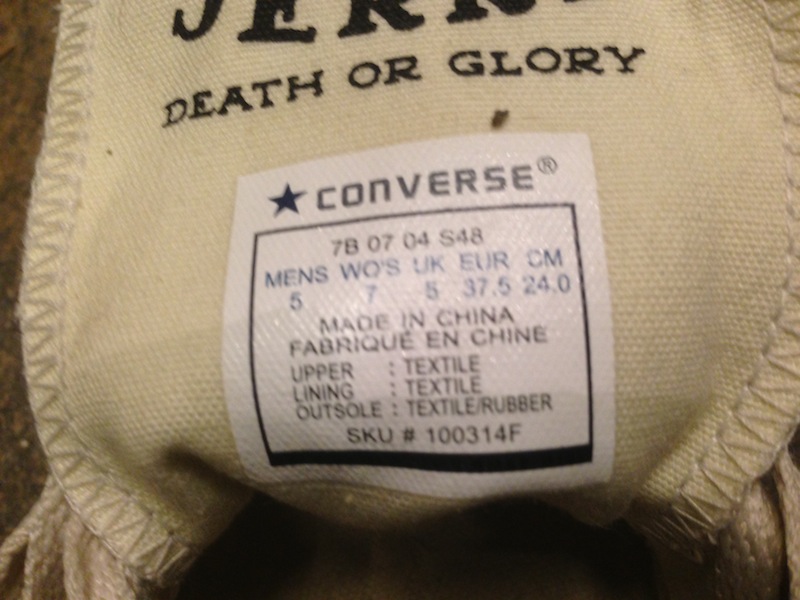 DEATH OR GLORY
★ CONVERSE®
7B 07 04 S48
MENS WO'S UK EUR CM
5 7 5 37.5 24.0
MADE IN CHINA
FABRIQUÉ EN CHINE
UPPER : TEXTILE
LINING : TEXTILE
OUTSOLE : TEXTILE/RUBBER
SKU # 100314F